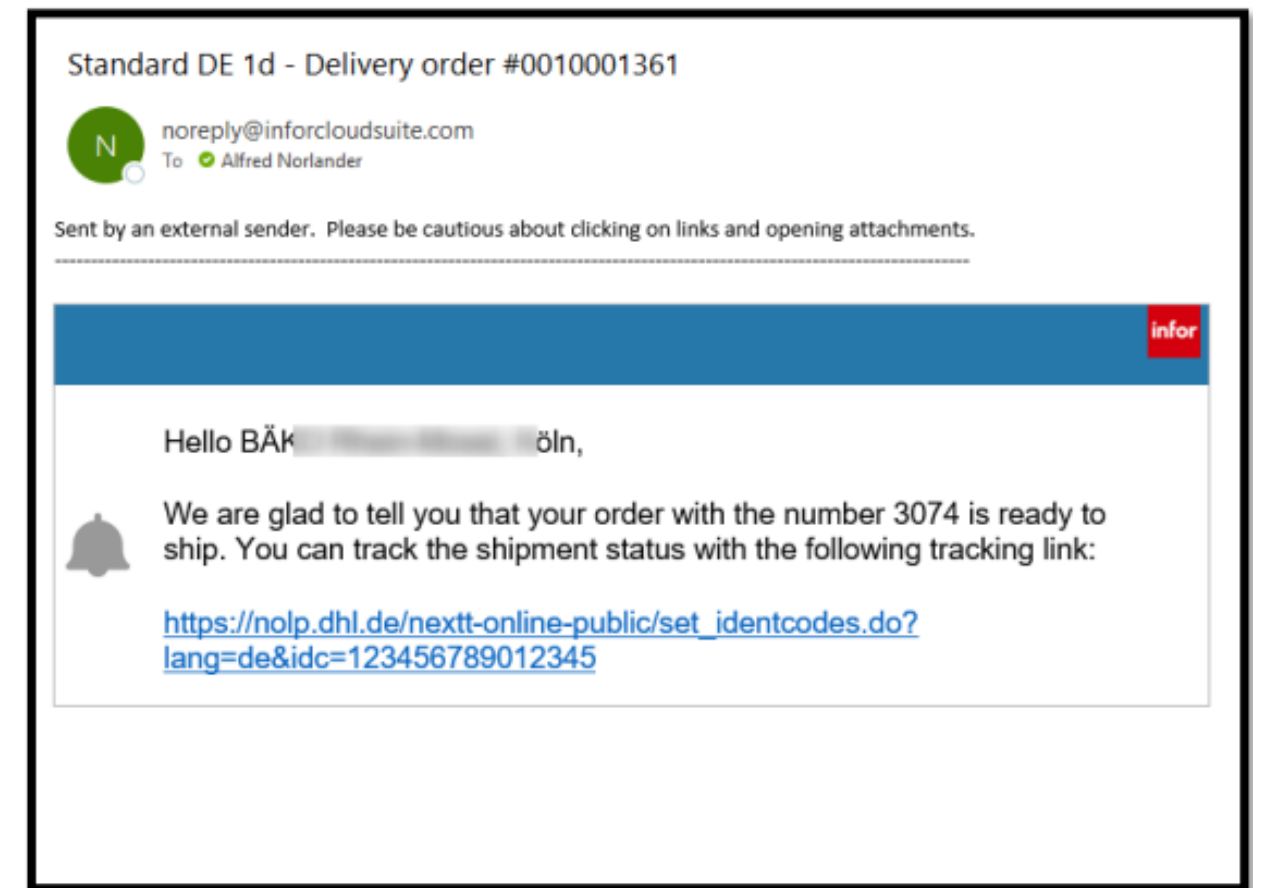 Standard DE 1d - Delivery order #0010001361
N
noreply@inforcloudsuite.com
To Alfred Norlander
Sent by an external sender. Please be cautious about clicking on links and opening attachments.
infor
Hello BÄK öln,
We are glad to tell you that your order with the number 3074 is ready to
ship. You can track the shipment status with the following tracking link:
https://nolp.dhl.de/nextt-online-public/set_identcodes.do?
lang=de&idc=123456789012345